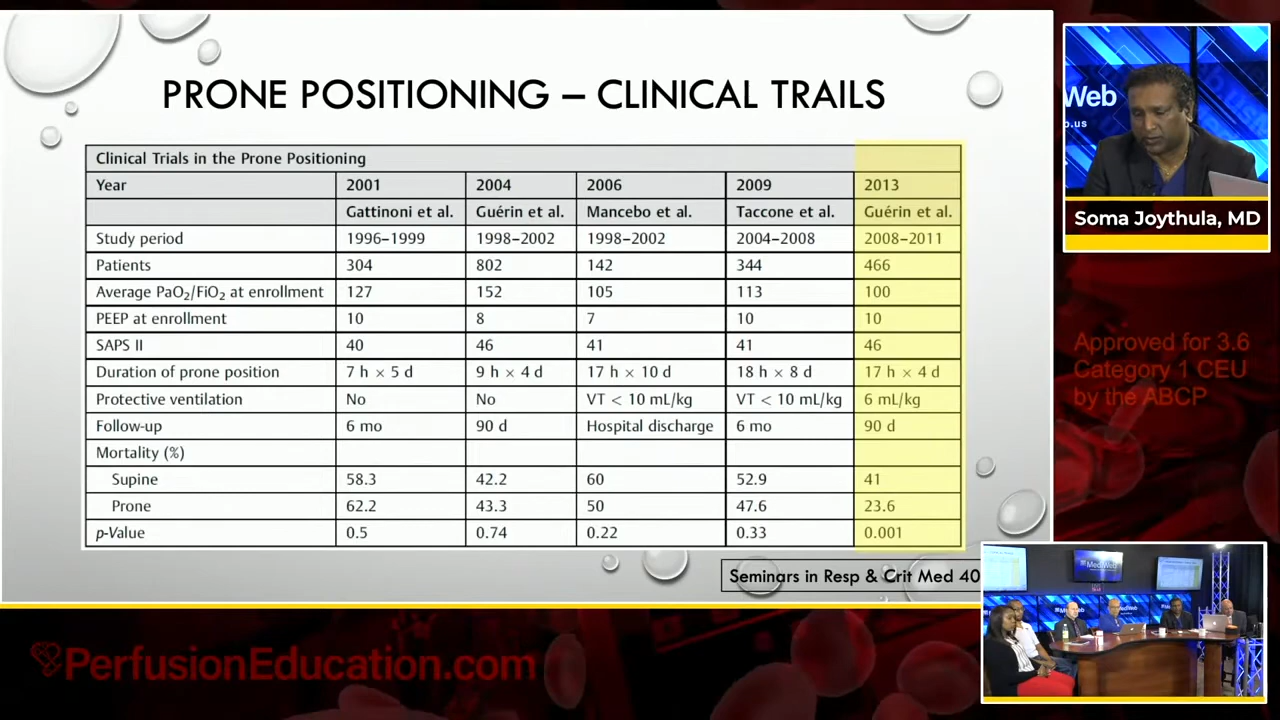 PRONE POSITIONING – CLINICAL TRAILS
Clinical Trials in the Prone Positioning
Year 2001 2004 2006 2009 2013
Gattinoni et al. Guérin et al. Mancebo et al. Taccone et al. Guérin et al.
Study period 1996–1999 1998–2002 1998–2002 2004–2008 2008–2011
Patients 304 802 142 344 466
Average PaO₂/FiO₂ at enrollment 127 152 105 113 100
PEEP at enrollment 10 8 7 10 10
SAPS II 40 46 41 41 46
Duration of prone position 7 h × 5 d 9 h × 4 d 17 h × 10 d 18 h × 8 d 17 h × 4 d
Protective ventilation No No VT < 10 mL/kg VT < 10 mL/kg 6 mL/kg
Follow-up 6 mo 90 d Hospital discharge 6 mo 90 d
Mortality (%)
Supine 58.3 42.2 60 52.9 41
Prone 62.2 43.3 50 47.6 23.6
p-Value 0.5 0.74 0.22 0.33 0.001
Seminars in Resp & Crit Med 40
Web
p.us
Soma Joythula, MD
Approved for 3.6
Category 1 CEU
by the ABCP
MediWeb
PerfusionEducation.com